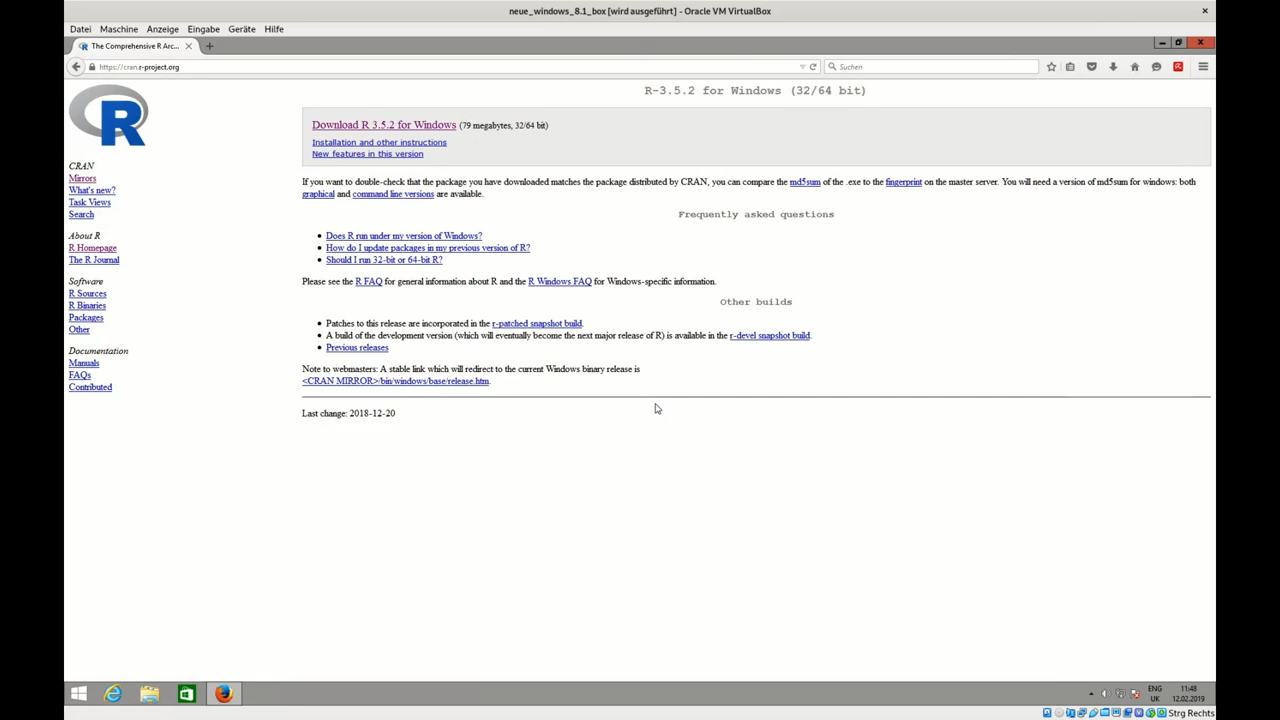 neue_windows_8.1_box [wird ausgeführt] - Oracle VM VirtualBox
Datei Maschine Anzeige Eingabe Geräte Hilfe
The Comprehensive R Arc...
https://cran.r-project.org
Suchen
R
CRAN
Mirrors
What's new?
Task Views
Search
About R
R Homepage
The R Journal
Software
R Sources
R Binaries
Packages
Other
Documentation
Manuals
FAQs
Contributed
R-3.5.2 for Windows (32/64 bit)
Download R 3.5.2 for Windows (79 megabytes, 32/64 bit)
Installation and other instructions
New features in this version
If you want to double-check that the package you have downloaded matches the package distributed by CRAN, you can compare the md5sum of the .exe to the fingerprint on the master server. You will need a version of md5sum for windows: both
graphical and command line versions are available.
Frequently asked questions
Does R run under my version of Windows?
How do I update packages in my previous version of R?
Should I run 32-bit or 64-bit R?
Please see the R FAQ for general information about R and the R Windows FAQ for Windows-specific information.
Other builds
Patches to this release are incorporated in the r-patched snapshot build.
A build of the development version (which will eventually become the next major release of R) is available in the r-devel snapshot build.
Previous releases
Note to webmasters: A stable link which will redirect to the current Windows binary release is
<CRAN MIRROR>/bin/windows/base/release.htm.
Last change: 2018-12-20
ENG
UK
11:48
12.02.2019
Strg Rechts